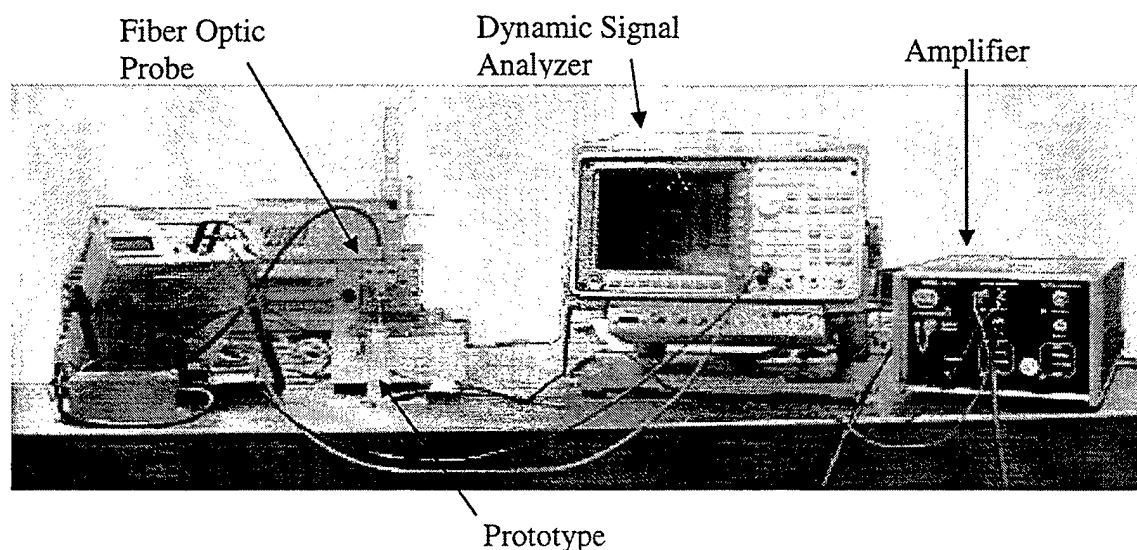 Fiber Optic
Probe
Dynamic Signal
Analyzer
Amplifier
Prototype